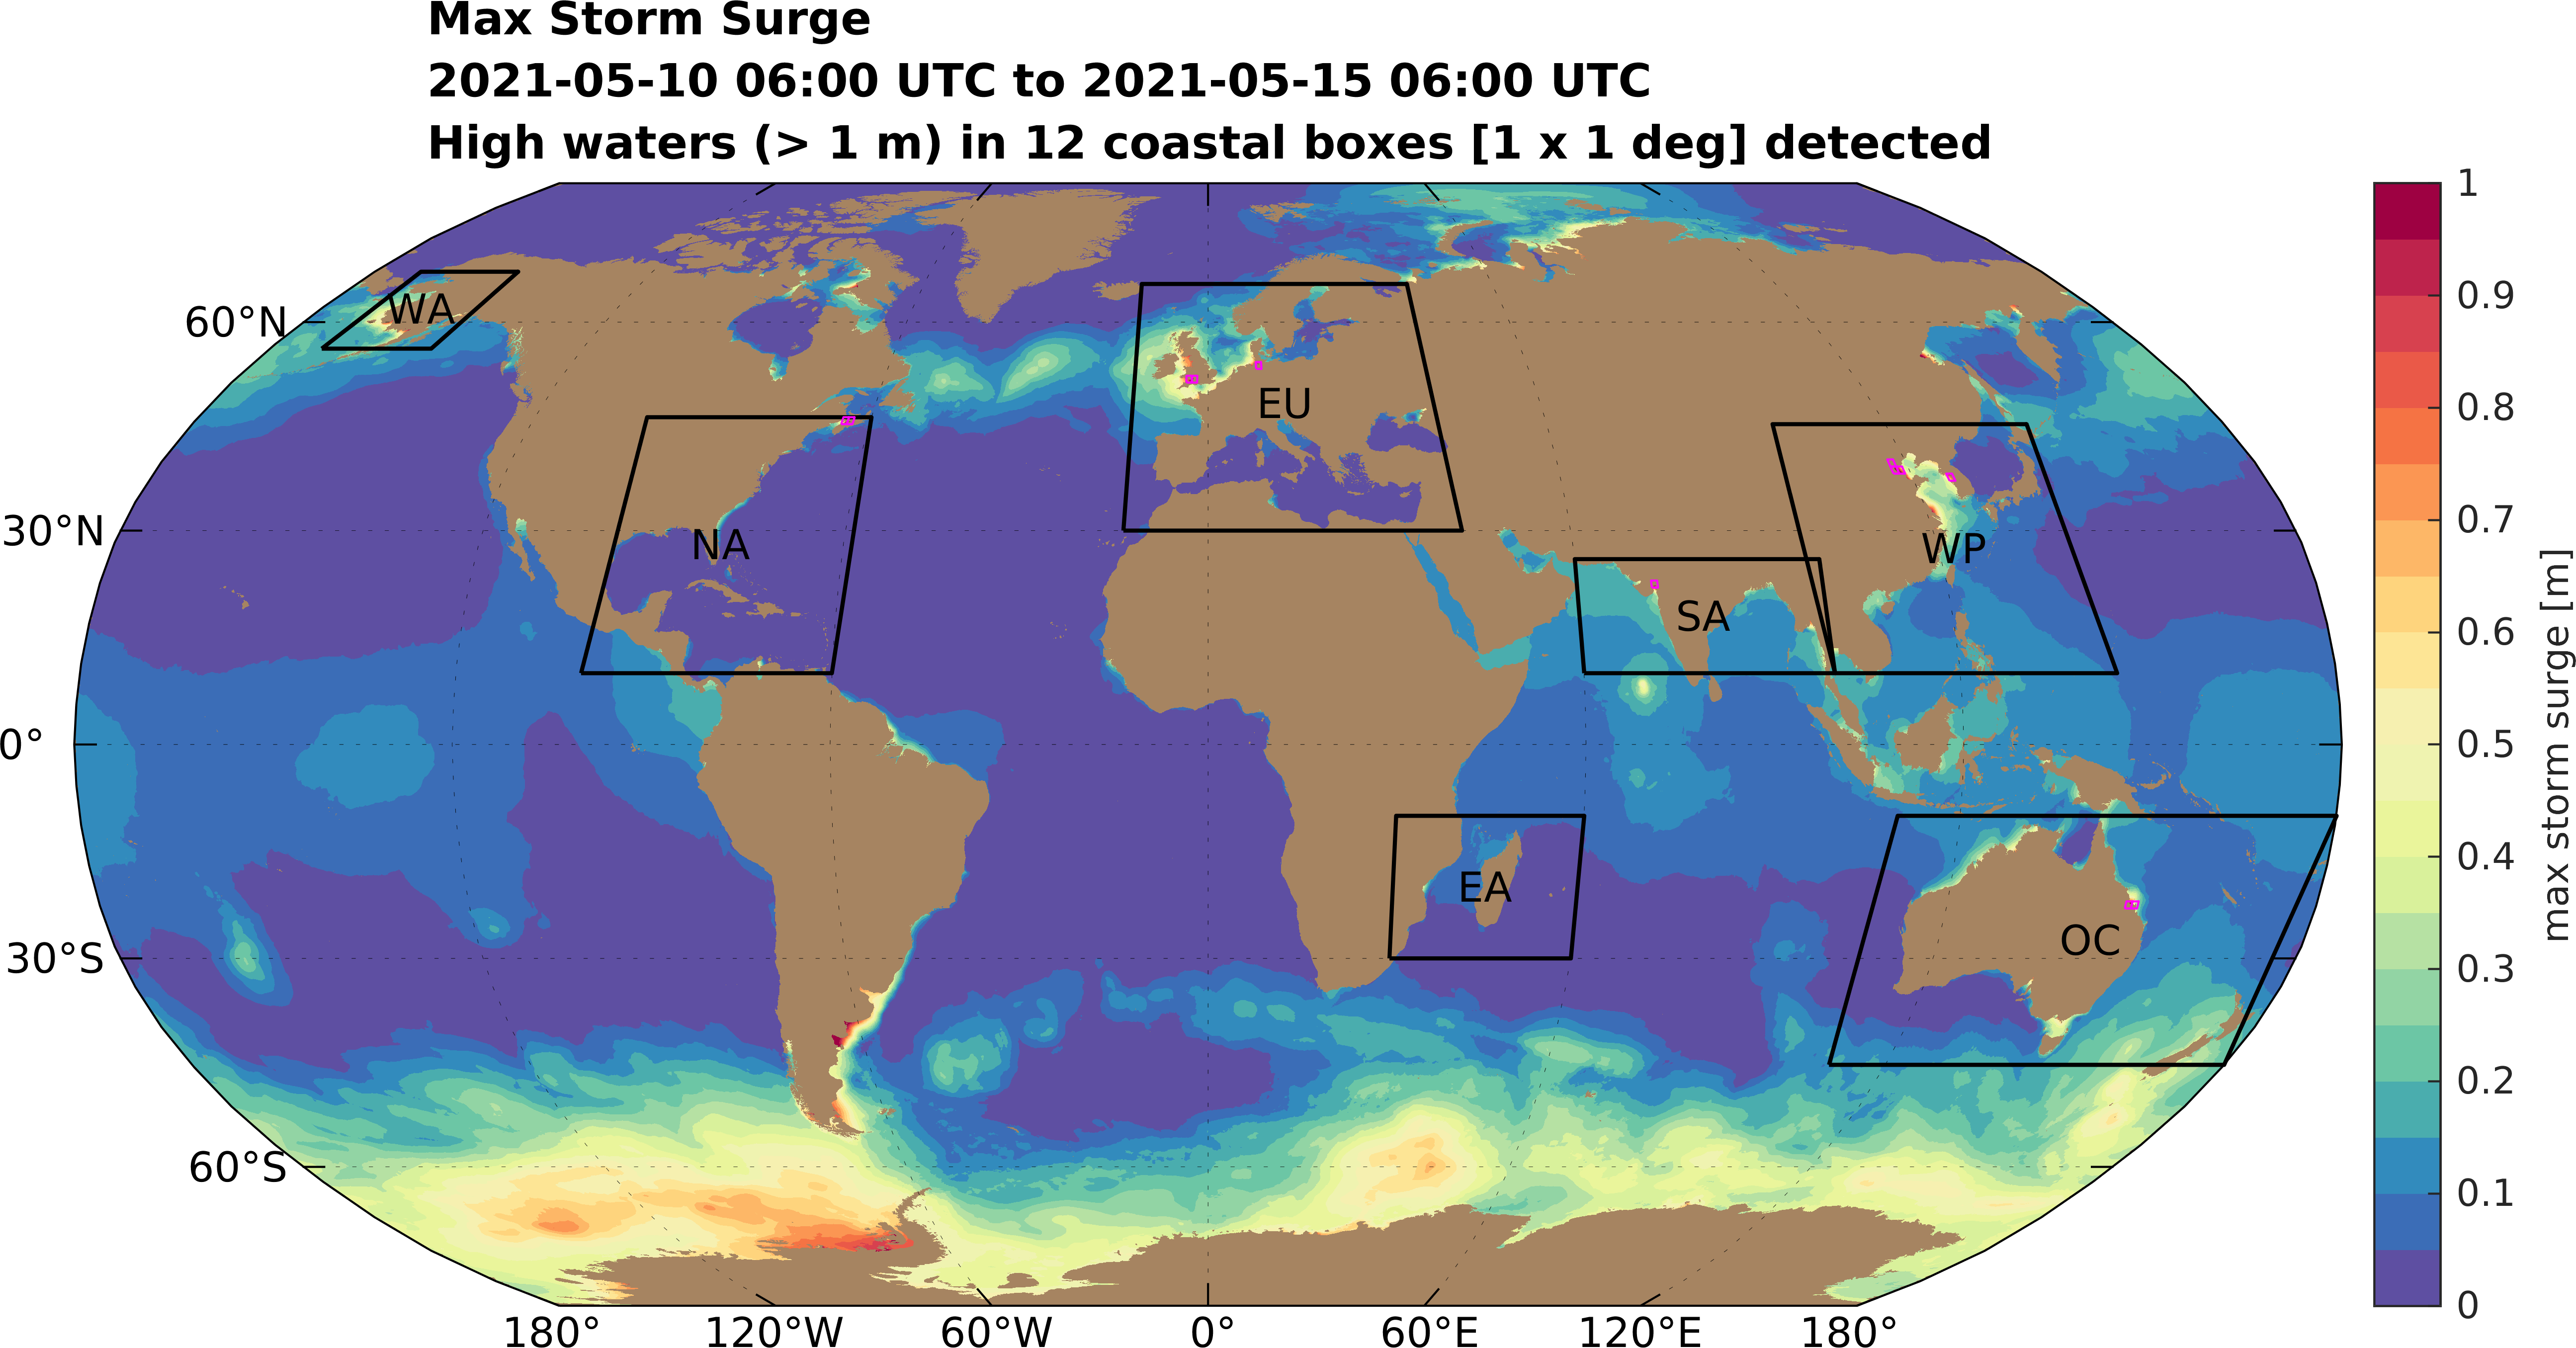 Max Storm Surge
2021-05-10 06:00 UTC to 2021-05-15 06:00 UTC
High waters (> 1 m) in 12 coastal boxes [1 x 1 deg] detected
60°N
30°N
0°
30°S
60°S
WA
NA
EU
SA
WP
EA
OC
180°
120°W
60°W
0°
60°E
120°E
180°
1
0.9
0.8
0.7
0.6
0.5
0.4
0.3
0.2
0.1
0
max storm surge [m]